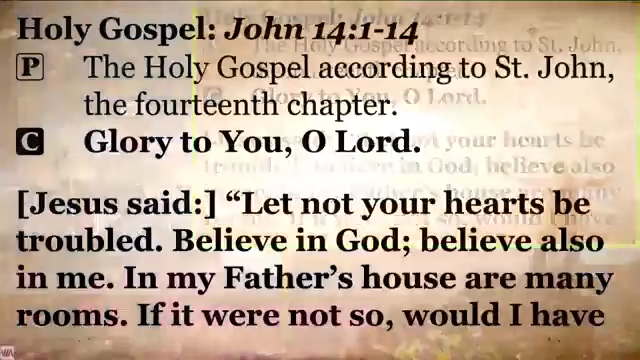 Holy Gospel: John 14:1-14
P The Holy Gospel according to St. John,
the fourteenth chapter.
C Glory to You, O Lord.
[Jesus said:] “Let not your hearts be
troubled. Believe in God; believe also
in me. In my Father’s house are many
rooms. If it were not so, would I have